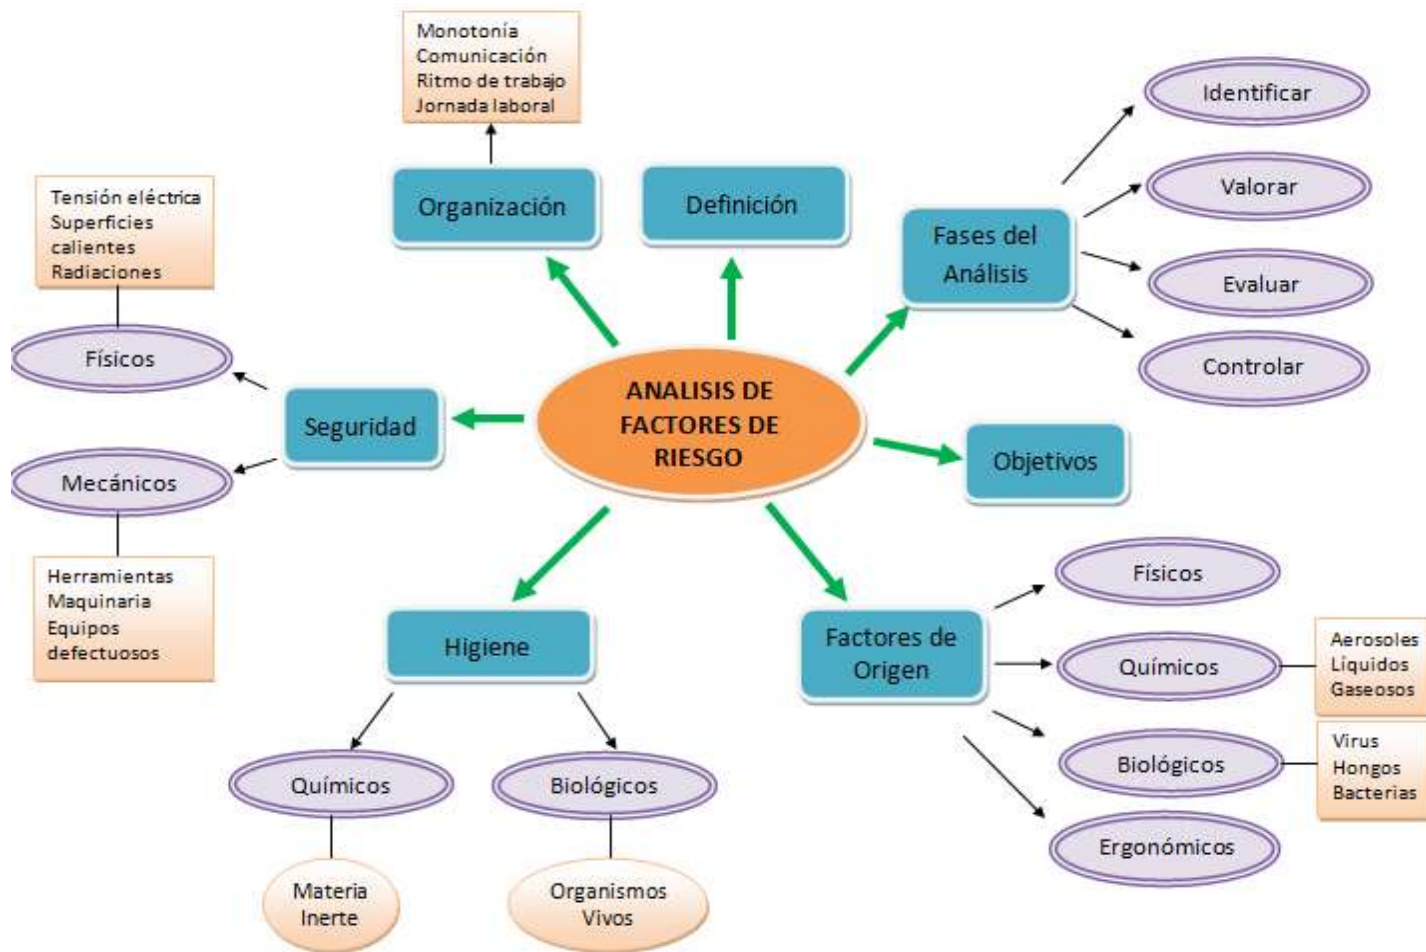 Monotonía
Comunicación
Ritmo de trabajo
Jornada laboral
Organización
Definición
Fases del
Análisis
Identificar
Valorar
Evaluar
Controlar
Tensión eléctrica
Superficies
calientes
Radiaciones
Físicos
Seguridad
Mecánicos
Herramientas
Maquinaria
Equipos
defectuosos
ANALISIS DE
FACTORES DE
RIESGO
Objetivos
Higiene
Químicos
Biológicos
Materia
Inerte
Organismos
Vivos
Factores de
Origen
Físicos
Químicos
Aerosoles
Líquidos
Gaseosos
Biológicos
Virus
Hongos
Bacterias
Ergonómicos